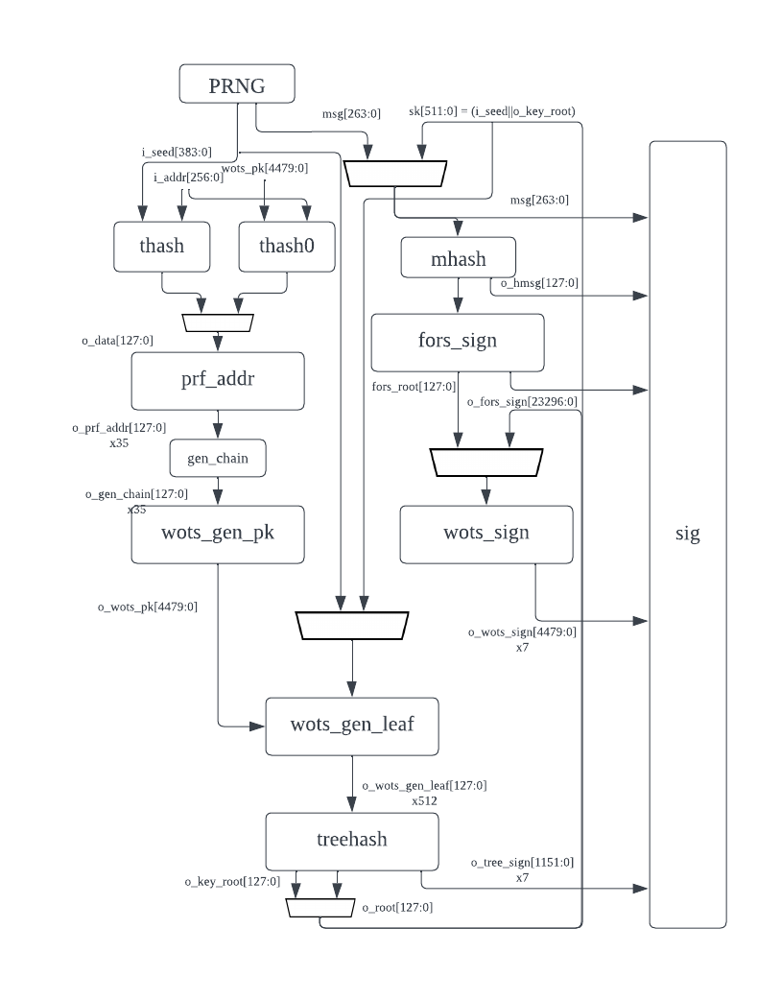 PRNG
msg[263:0]
sk[511:0] = (i_seed||o_key_root)
i_seed[383:0]
wots_pk[4479:0]
i_addr[256:0]
msg[263:0]
thash
thash0
mhash
o_hmsg[127:0]
o_data[127:0]
fors_sign
prf_addr
fors_root[127:0]
o_fors_sign[23296:0]
o_prf_addr[127:0]
x35
gen_chain
o_gen_chain[127:0]
x35
wots_gen_pk
wots_sign
sig
o_wots_pk[4479:0]
o_wots_sign[4479:0]
x7
wots_gen_leaf
o_wots_gen_leaf[127:0]
x512
treehash
o_tree_sign[1151:0]
x7
o_key_root[127:0]
o_root[127:0]